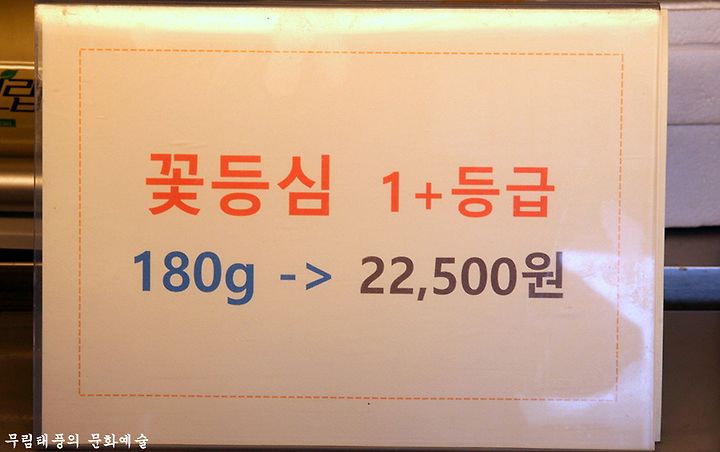 꽃등심 1+등급
180g -> 22,500원
무림태풍의 문화예술